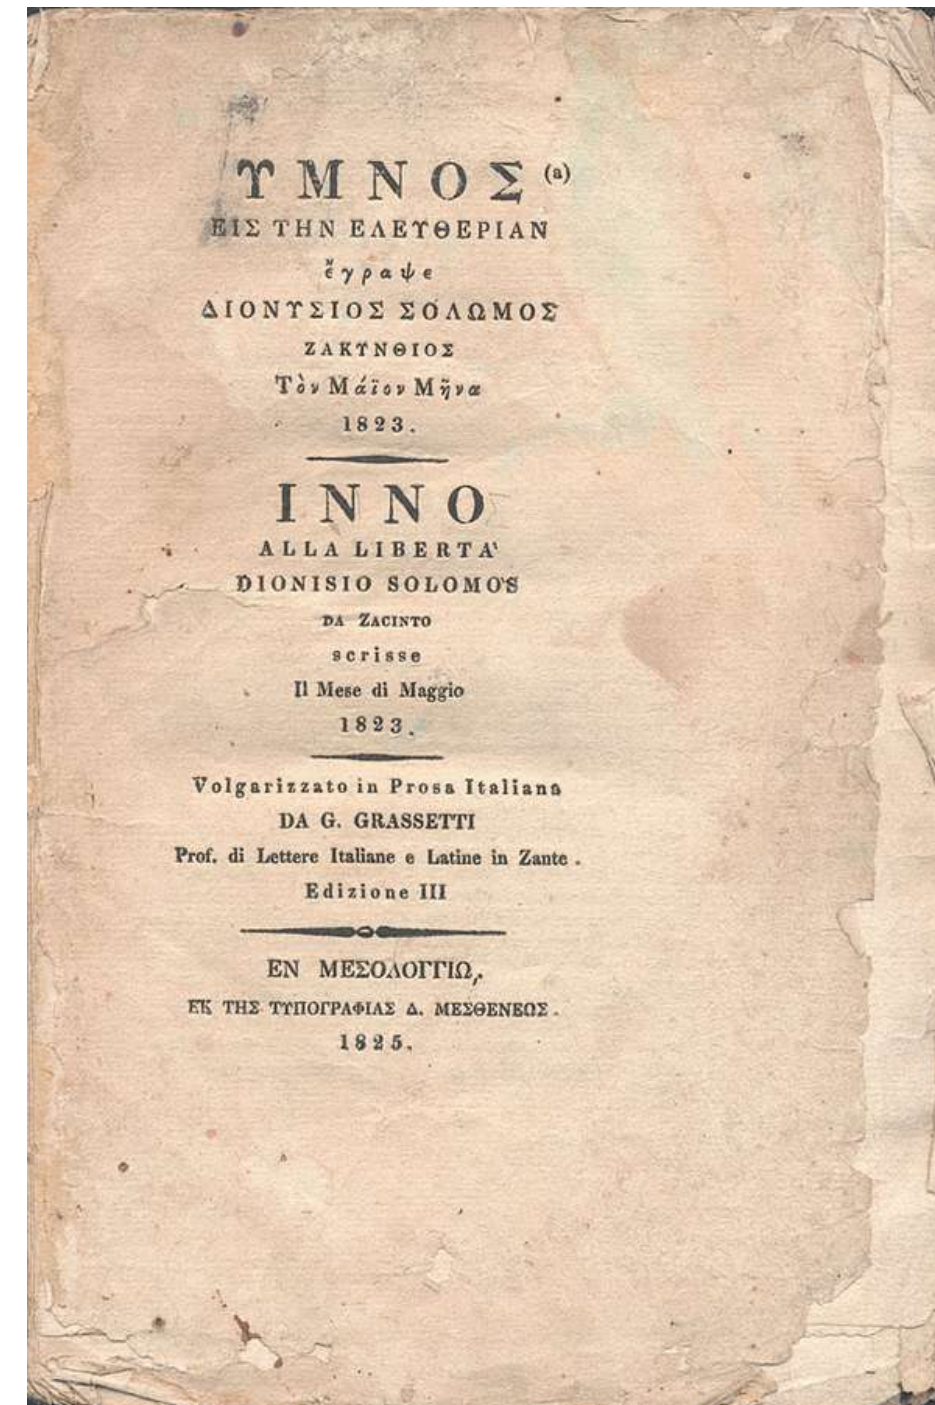 ΥΜΝΟΣ (a)
ΕΙΣ ΤΗΝ ΕΛΕΥΘΕΡΙΑΝ
ἔγραψε
ΔΙΟΝΥΣΙΟΣ ΣΟΛΩΜΟΣ
ΖΑΚΥΝΘΙΟΣ
Τὸν Μάϊον Μῆνα
1823.
INNO
ALLA LIBERTA'
DIONISIO SOLOMO'S
DA ZACINTO
scrisse
Il Mese di Maggio
1823.
Volgarizzato in Prosa Italiana
DA G. GRASSETTI
Prof. di Lettere Italiane e Latine in Zante.
Edizione III
ΕΝ ΜΕΣΟΛΟΓΓΙΩ,.
ΕΚ ΤΗΣ ΤΥΠΟΓΡΑΦΙΑΣ Δ. ΜΕΣΘΕΝΕΩΣ.
1825.